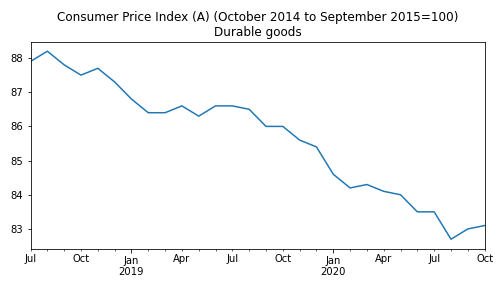 Consumer Price Index (A) (October 2014 to September 2015=100)
Durable goods
88
87
86
85
84
83
Jul Oct Jan Apr Jul Oct Jan Apr Jul Oct
2019 2020